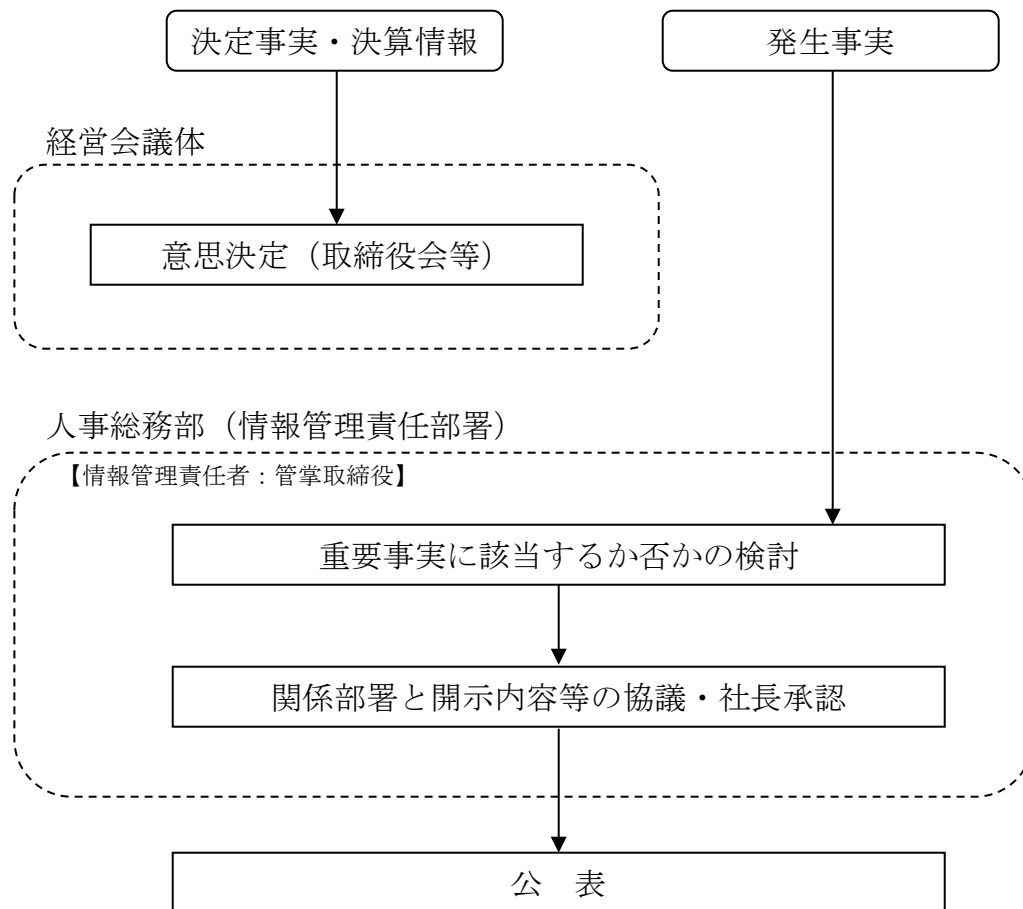 決定事実・決算情報
発生事実
経営会議体
意思決定（取締役会等）
人事総務部（情報管理責任部署）
【情報管理責任者：管掌取締役】
重要事実に該当するか否かの検討
関係部署と開示内容等の協議・社長承認
公　表